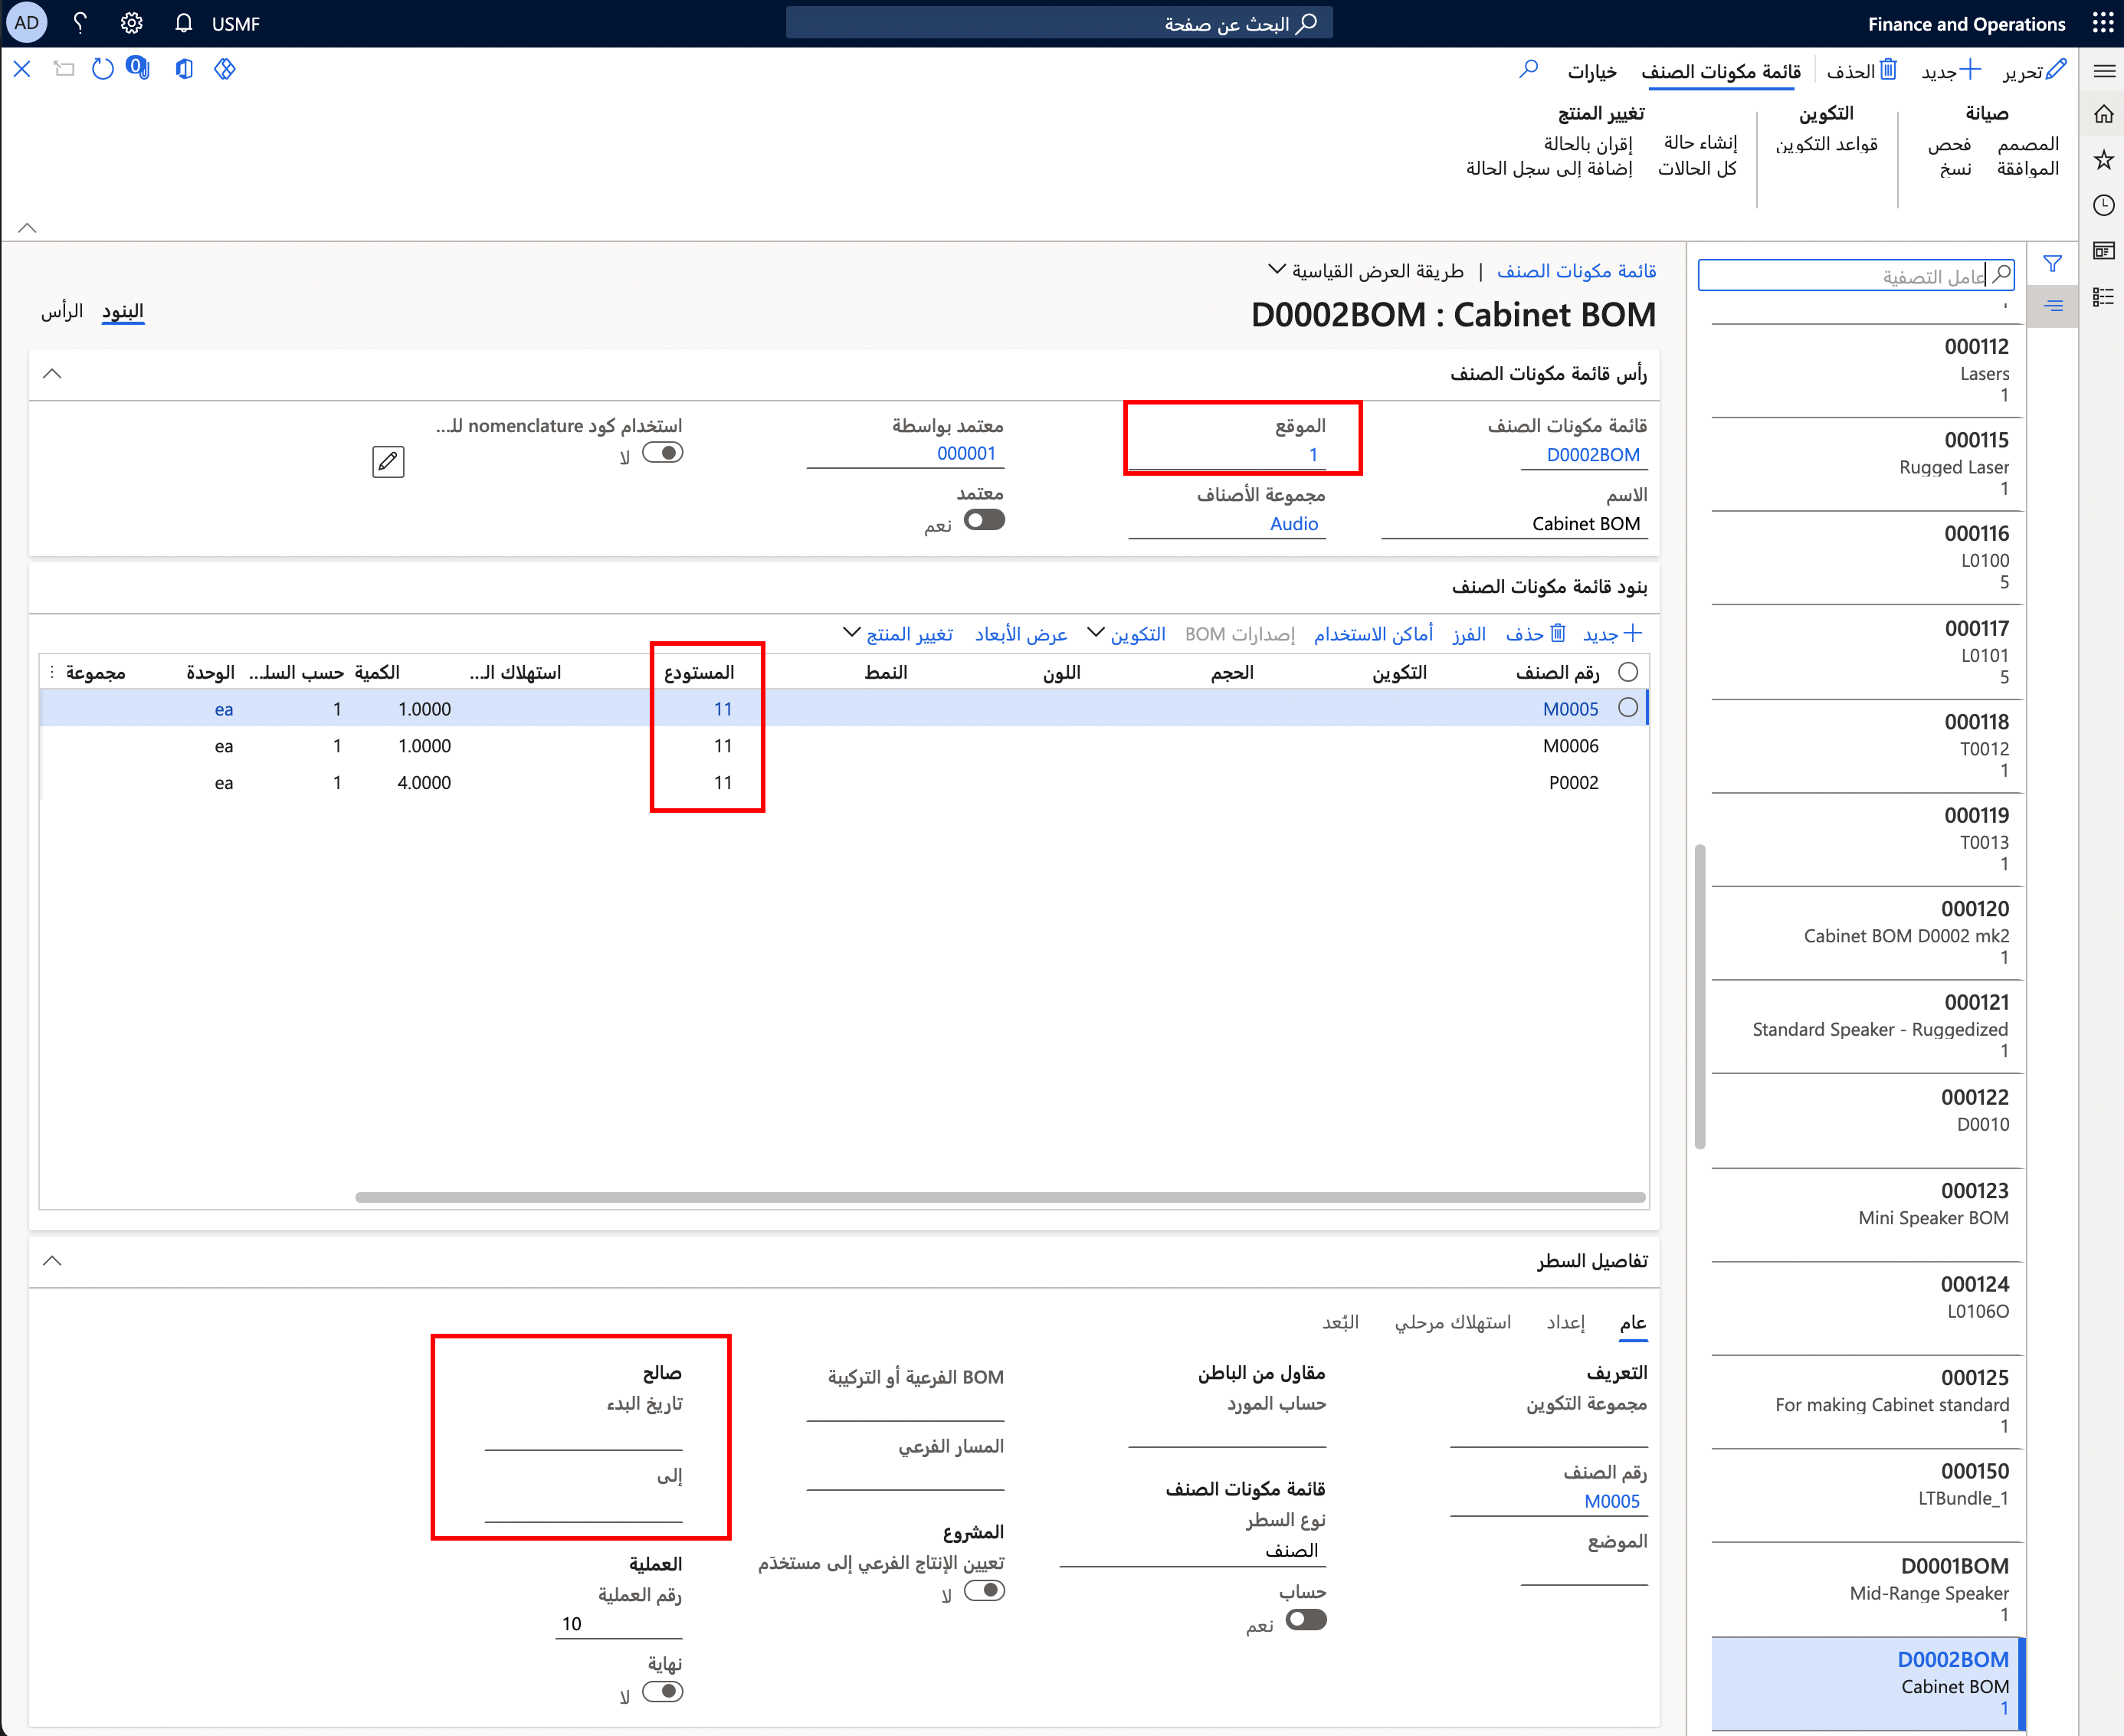 Finance and Operations
البحث عن صفحة
USMF
AD
تحرير
جديد
الحذف
قائمة مكونات الصنف
خيارات
0
صيانة
المصمم
فحص
الموافقة
نسخ
التكوين
قواعد التكوين
تغيير المنتج
إنشاء حالة
إقران بالحالة
كل الحالات
إضافة إلى سجل الحالة
عامل التصفية
000112
Lasers
1
000115
Rugged Laser
1
000116
L0100
5
000117
L0101
5
000118
T0012
1
000119
T0013
1
000120
Cabinet BOM D0002 mk2
1
000121
Standard Speaker - Ruggedized
1
000122
D0010
000123
Mini Speaker BOM
000124
L0106O
000125
For making Cabinet standard
1
000150
LTBundle_1
D0001BOM
Mid-Range Speaker
1
D0002BOM
Cabinet BOM
1
قائمة مكونات الصنف | طريقة العرض القياسية
D0002BOM : Cabinet BOM
البنود
الرأس
رأس قائمة مكونات الصنف
قائمة مكونات الصنف
D0002BOM
الاسم
Cabinet BOM
الموقع
1
مجموعة الأصناف
Audio
معتمد بواسطة
000001
معتمد
نعم
استخدام كود nomenclature للـ...
لا
بنود قائمة مكونات الصنف
جديد حذف الفرز أماكن الاستخدام إصدارات BOM التكوين عرض الأبعاد تغيير المنتج
رقم الصنف التكوين الحجم اللون النمط المستودع استهلاك الـ... الكمية حسب السلـ... الوحدة مجموعة
M0005 11 1.0000 1 ea
M0006 11 1.0000 1 ea
P0002 11 4.0000 1 ea
تفاصيل السطر
عام إعداد استهلاك مرحلي البُعد
التعريف
مجموعة التكوين
رقم الصنف
M0005
الموضع
مقاول من الباطن
حساب المورد
قائمة مكونات الصنف
نوع السطر
الصنف
حساب
نعم
BOM الفرعية أو التركيبة
المسار الفرعي
المشروع
تعيين الإنتاج الفرعي إلى مستخدَم
لا
صالح
تاريخ البدء
إلى
العملية
رقم العملية
10
نهاية
لا